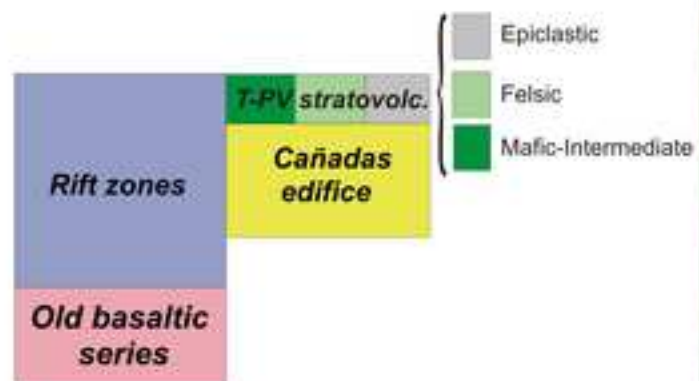 Epiclastic
Felsic
Mafic-Intermediate
T-PV stratovolc.
Rift zones
Cañadas
edifice
Old basaltic
series